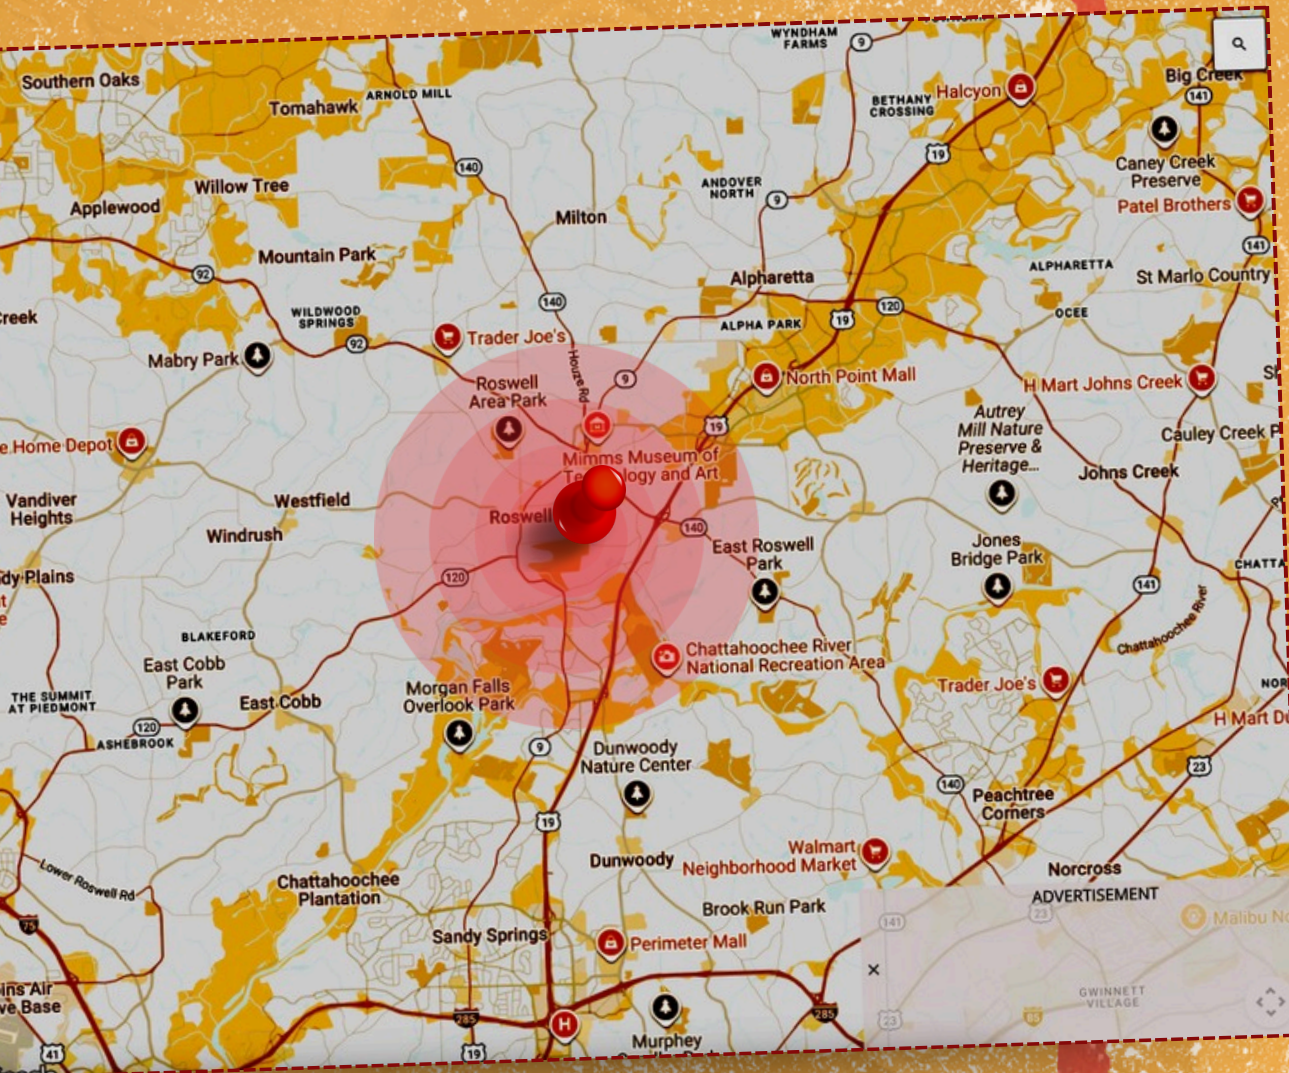 WYNDHAM
FARMS
9
Southern Oaks
Tomahawk
ARNOLD MILL
Halcyon
BETHANY
CROSSING
Big Creek
141
19
Caney Creek
Preserve
140
Willow Tree
Applewood
ANDOVER
NORTH
9
Patel Brothers
Milton
141
Mountain Park
92
ALPHARETTA
St Marlo Country
Alpharetta
140
120
19
OCEE
ALPHA PARK
WILDWOOD
SPRINGS
92
Trader Joe's
Mabry Park
Houze Rd
9
Roswell
Area Park
North Point Mall
H Mart Johns Creek
Autrey
Mill Nature
Preserve &
Heritage...
19
Cauley Creek P
e Home Depot
Mimms Museum of
Johns Creek
Vandiver
Heights
Westfield
Roswell
140
Windrush
East Roswell
Park
Jones
Bridge Park
CHATTA
dy Plains
120
141
Chattahoochee River
BLAKEFORD
East Cobb
Park
Chattahoochee River
National Recreation Area
Trader Joe's
THE SUMMIT
AT PIEDMONT
Morgan Falls
Overlook Park
East Cobb
120
ASHEBROOK
9
Dunwoody
Nature Center
H Mart Du
23
140
Peachtree
Corners
19
Walmart
Neighborhood Market
Dunwoody
Norcross
Lower Roswell Rd
Chattahoochee
Plantation
ADVERTISEMENT
Brook Run Park
141
23
Malibu
75
Sandy Springs
Perimeter Mall
ins Air
ve Base
GWINNETT
VILLAGE
285
H
285
23
85
41
19
Murphey